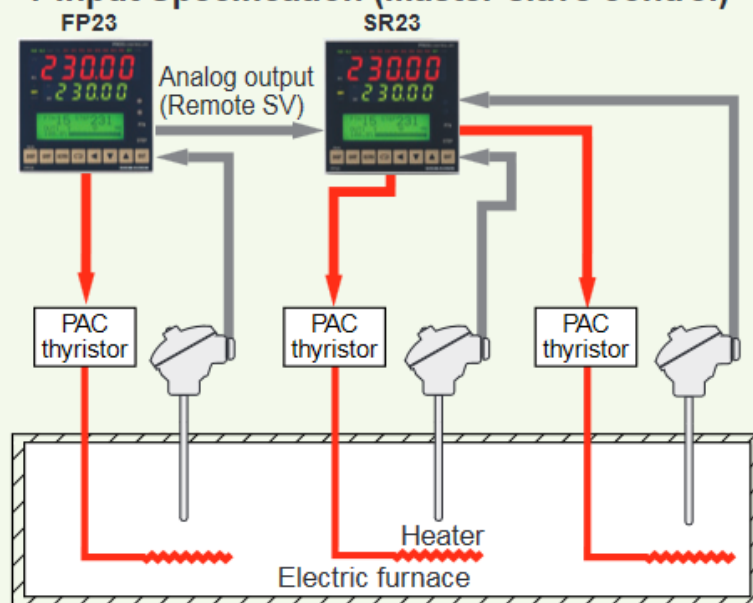 FP23
SR23
Analog output
(Remote SV)
230.00
230.00
230.00
230.00
PAC
thyristor
PAC
thyristor
PAC
thyristor
Heater
Electric furnace